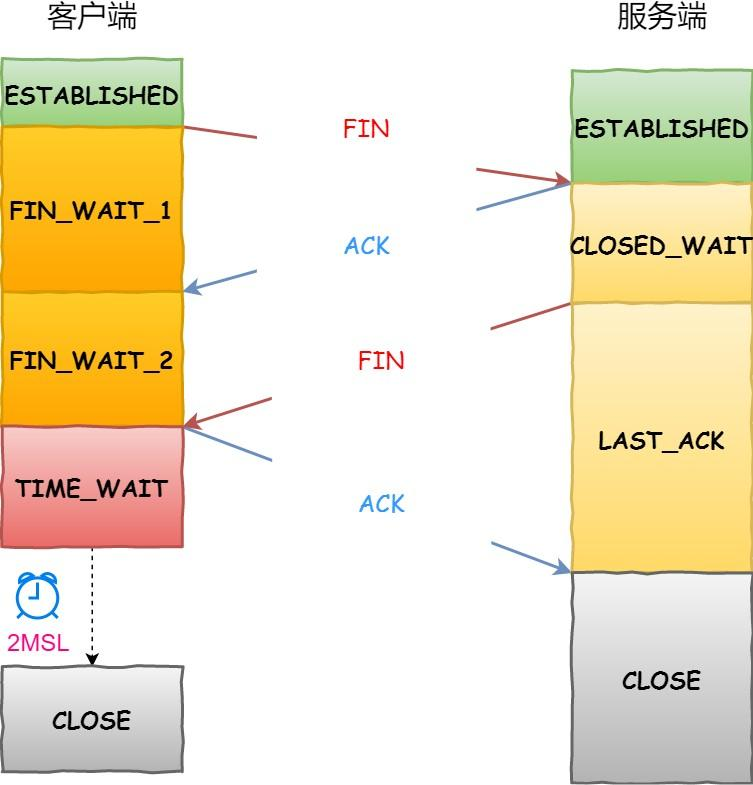 客户端
服务端
ESTABLISHED
ESTABLISHED
FIN
FIN_WAIT_1
CLOSED_WAIT
ACK
FIN_WAIT_2
FIN
LAST_ACK
TIME_WAIT
ACK
2MSL
CLOSE
CLOSE